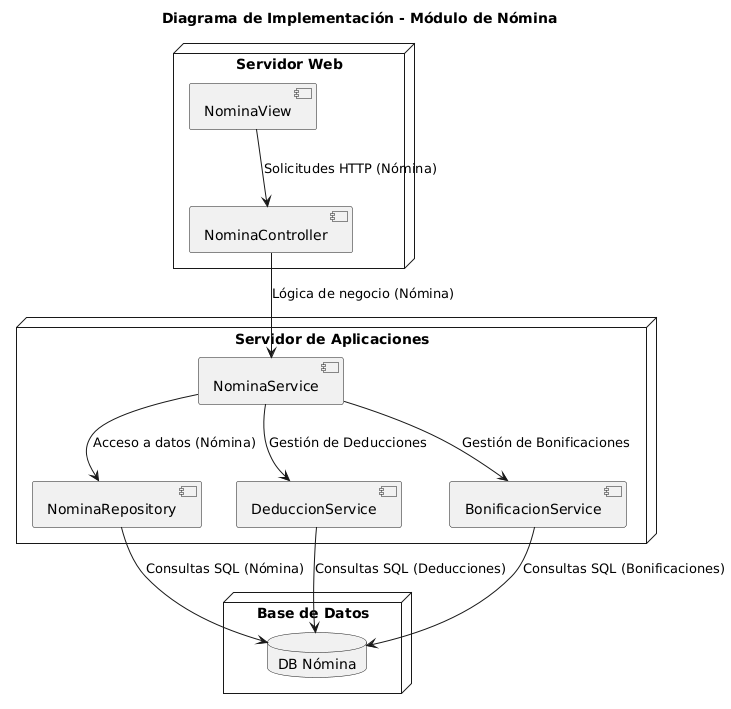 Diagrama de Implementación - Módulo de Nómina
Servidor Web
NominaView
Solicitudes HTTP (Nómina)
NominaController
Lógica de negocio (Nómina)
Servidor de Aplicaciones
NominaService
Acceso a datos (Nómina)
Gestión de Deducciones
Gestión de Bonificaciones
NominaRepository
DeduccionService
BonificacionService
Consultas SQL (Nómina)
Consultas SQL (Deducciones)
Consultas SQL (Bonificaciones)
Base de Datos
DB Nómina